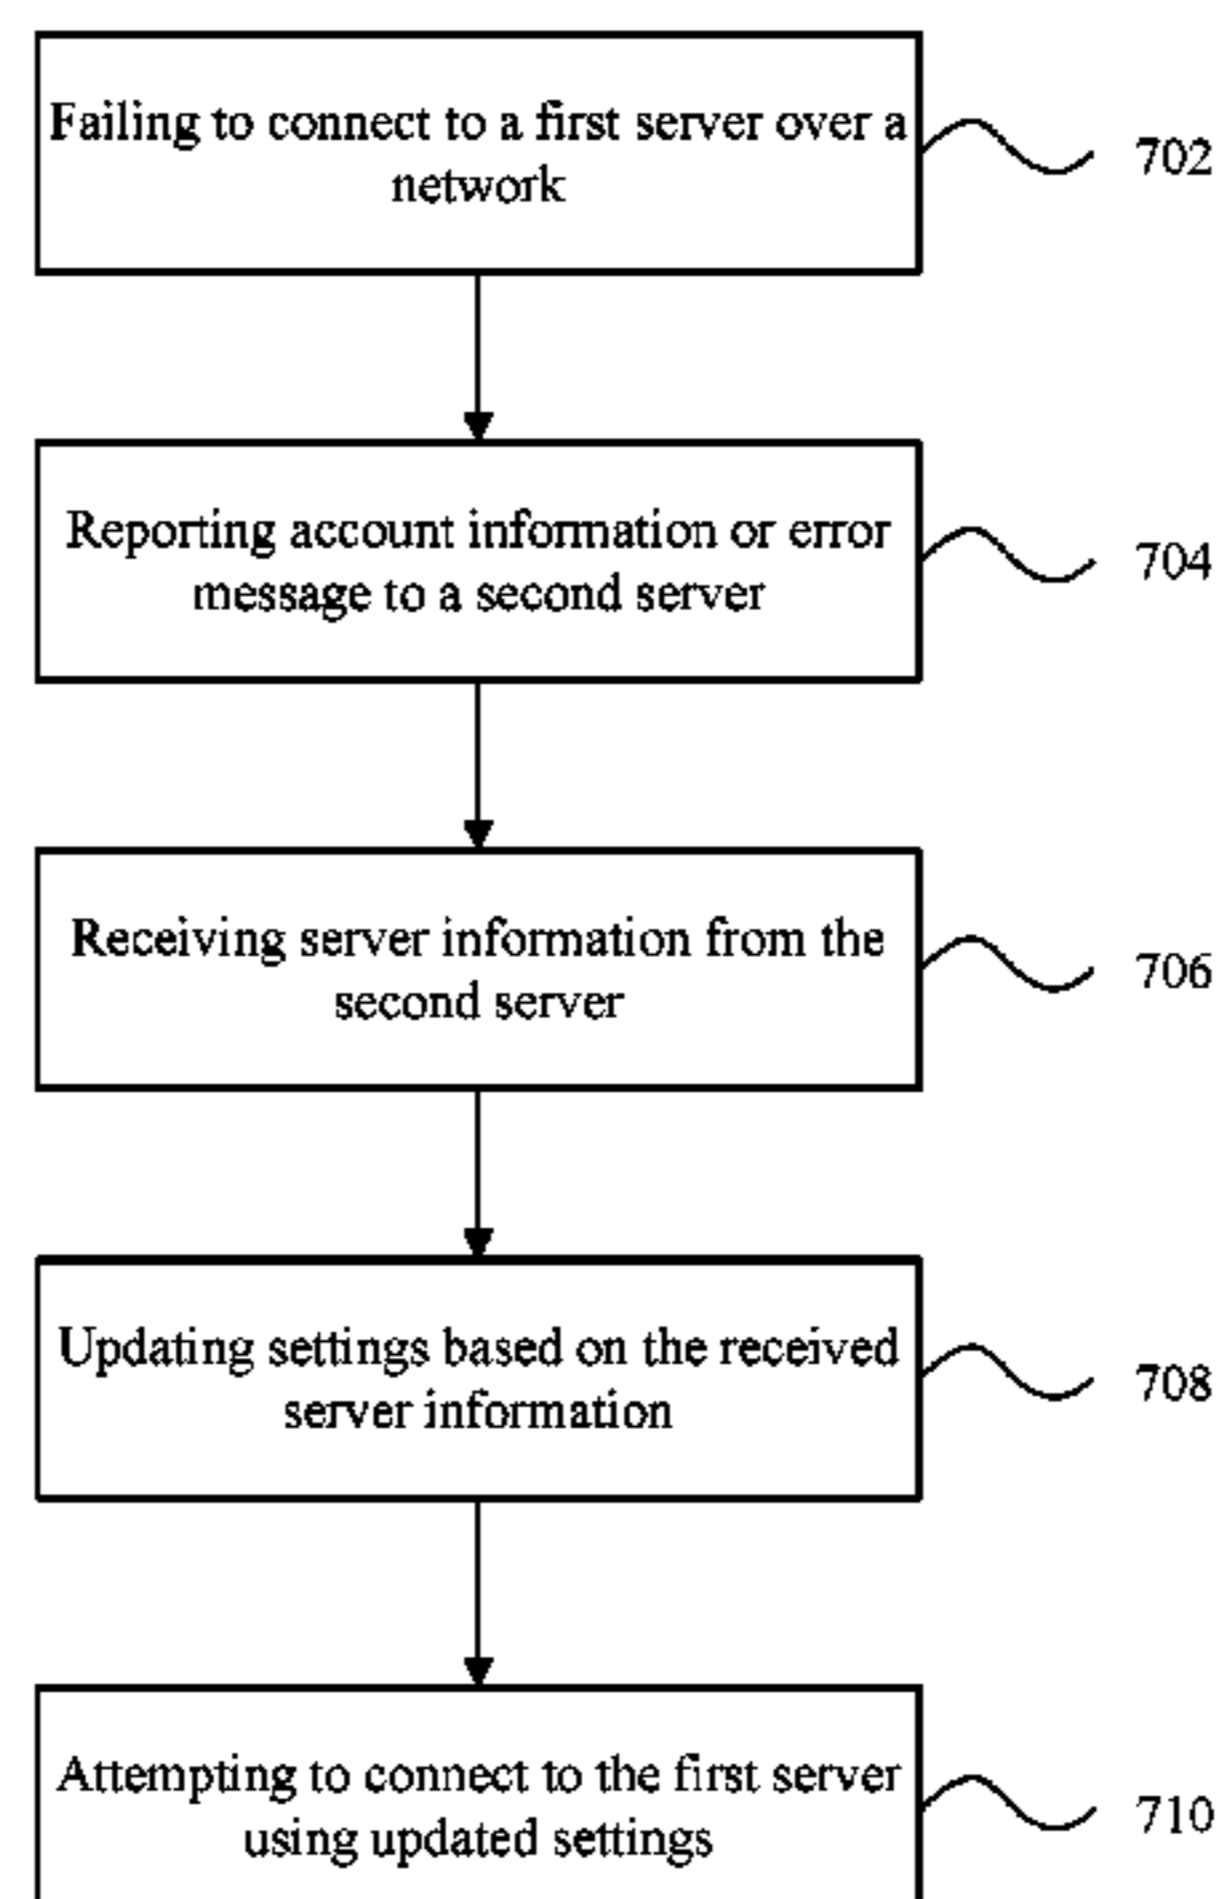 Failing to connect to a first server over a
network
702
Reporting account information or error
message to a second server
704
Receiving server information from the
second server
706
Updating settings based on the received
server information
708
Attempting to connect to the first server
using updated settings
710